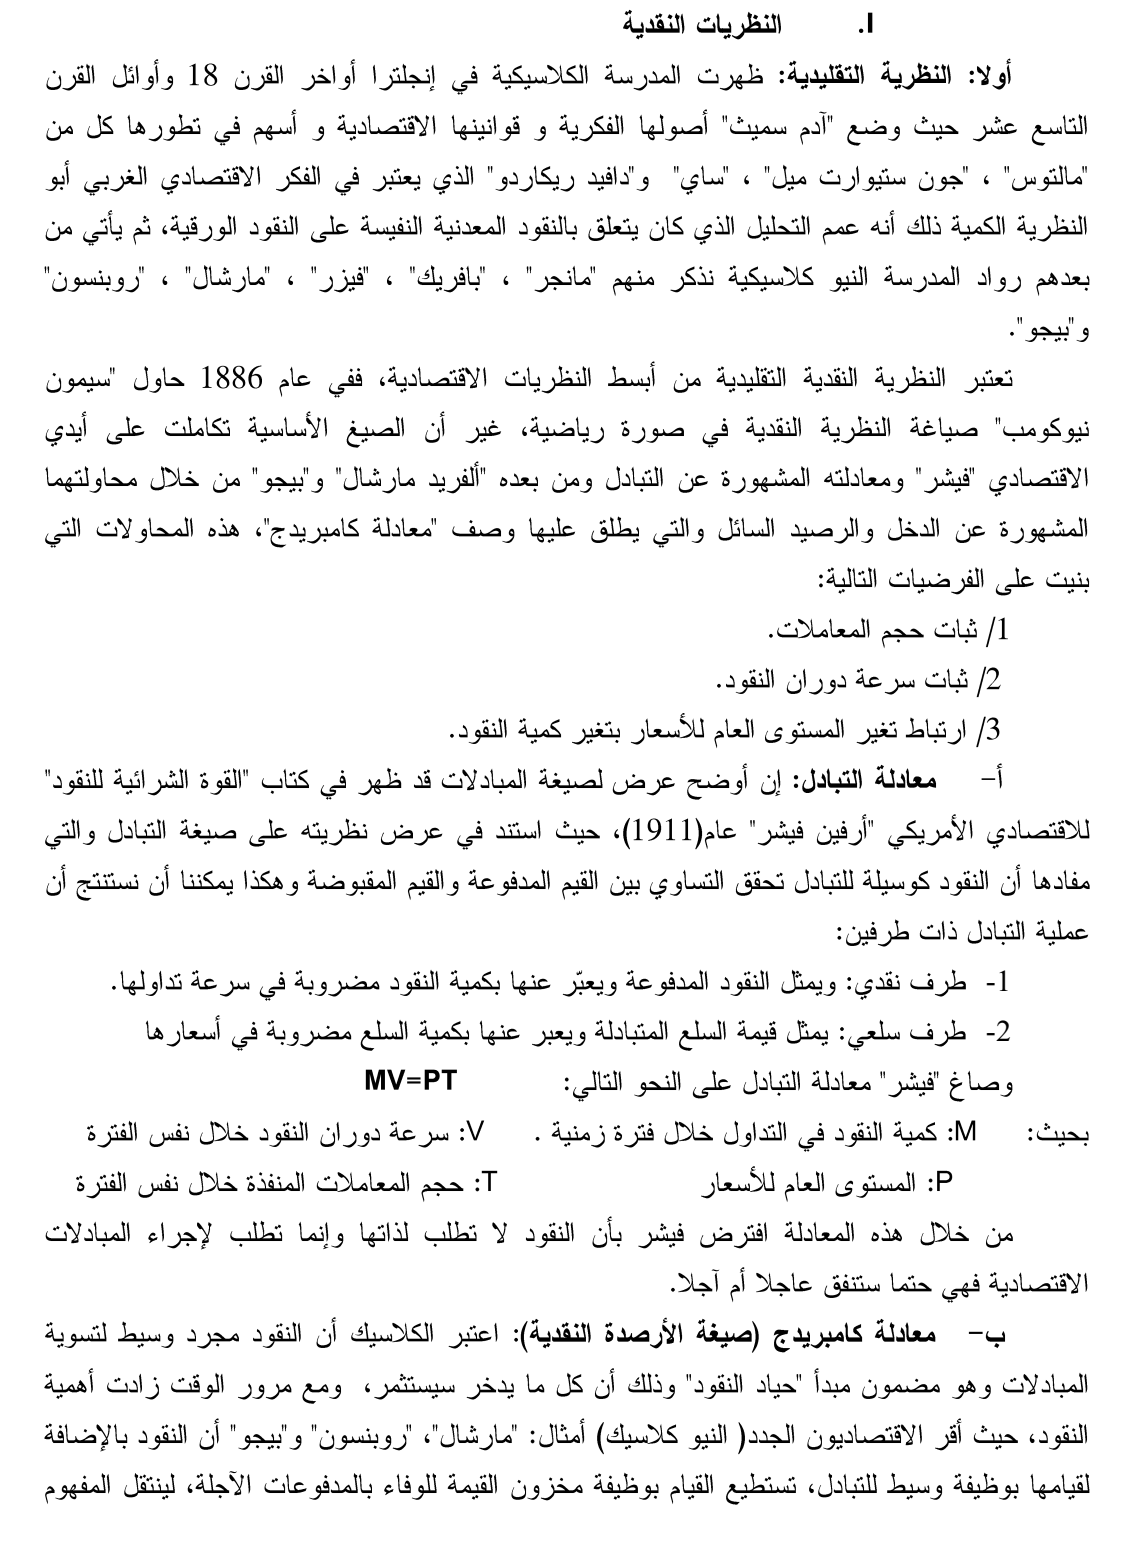 I. النظريات النقدية
أولا: النظرية التقليدية: ظهرت المدرسة الكلاسيكية في إنجلترا أواخر القرن 18 وأوائل القرن
التاسع عشر حيث وضع "آدم سميث" أصولها الفكرية و قوانينها الاقتصادية و أسهم في تطورها كل من
"مالتوس" ، "جون ستيوارت ميل" ، "ساي" و"دافيد ريكاردو" الذي يعتبر في الفكر الاقتصادي الغربي أبو
النظرية الكمية ذلك أنه عمم التحليل الذي كان يتعلق بالنقود المعدنية النفيسة على النقود الورقية، ثم يأتي من
بعدهم رواد المدرسة النيو كلاسيكية نذكر منهم "مانجر" ، "بافريك" ، "فيزر" ، "مارشال" ، "روبنسون"
و"بيجو".
تعتبر النظرية النقدية التقليدية من أبسط النظريات الاقتصادية، ففي عام 1886 حاول "سيمون
نيوكومب" صياغة النظرية النقدية في صورة رياضية، غير أن الصيغ الأساسية تكاملت على أيدي
الاقتصادي "فيشر" ومعادلته المشهورة عن التبادل ومن بعده "ألفريد مارشال" و"بيجو" من خلال محاولتهما
المشهورة عن الدخل والرصيد السائل والتي يطلق عليها وصف "معادلة كامبريدج"، هذه المحاولات التي
بنيت على الفرضيات التالية:
1/ ثبات حجم المعاملات.
2/ ثبات سرعة دوران النقود.
3/ ارتباط تغير المستوى العام للأسعار بتغير كمية النقود.
أ- معادلة التبادل: إن أوضح عرض لصيغة المبادلات قد ظهر في كتاب "القوة الشرائية للنقود"
للاقتصادي الأمريكي "أرفين فيشر" عام(1911)، حيث استند في عرض نظريته على صيغة التبادل والتي
مفادها أن النقود كوسيلة للتبادل تحقق التساوي بين القيم المدفوعة والقيم المقبوضة وهكذا يمكننا أن نستنتج أن
عملية التبادل ذات طرفين:
1- طرف نقدي: ويمثل النقود المدفوعة ويعبّر عنها بكمية النقود مضروبة في سرعة تداولها.
2- طرف سلعي: يمثل قيمة السلع المتبادلة ويعبر عنها بكمية السلع مضروبة في أسعارها
وصاغ "فيشر" معادلة التبادل على النحو التالي: MV=PT
بحيث: M: كمية النقود في التداول خلال فترة زمنية . V: سرعة دوران النقود خلال نفس الفترة
P: المستوى العام للأسعار T: حجم المعاملات المنفذة خلال نفس الفترة
من خلال هذه المعادلة افترض فيشر بأن النقود لا تطلب لذاتها وإنما تطلب لإجراء المبادلات
الاقتصادية فهي حتما ستنفق عاجلا أم آجلا.
ب- معادلة كامبريدج (صيغة الأرصدة النقدية): اعتبر الكلاسيك أن النقود مجرد وسيط لتسوية
المبادلات وهو مضمون مبدأ "حياد النقود" وذلك أن كل ما يدخر سيستثمر، ومع مرور الوقت زادت أهمية
النقود، حيث أقر الاقتصاديون الجدد( النيو كلاسيك) أمثال: "مارشال"، "روبنسون" و"بيجو" أن النقود بالإضافة
لقيامها بوظيفة وسيط للتبادل، تستطيع القيام بوظيفة مخزون القيمة للوفاء بالمدفوعات الآجلة، لينتقل المفهوم